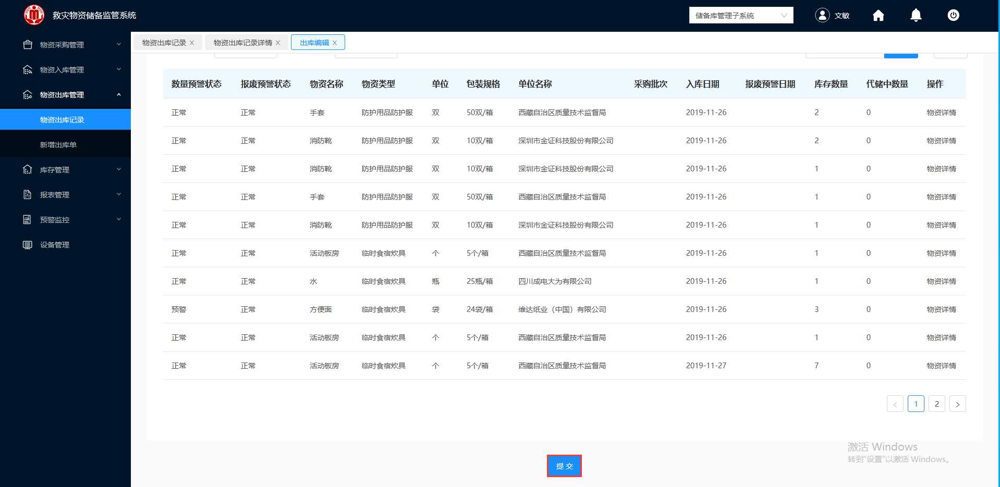 救灾物资储备监管系统
储备库管理子系统
文敏
物资采购管理
物资入库管理
物资出库管理
物资出库记录
新增出库单
库存管理
报表管理
预警监控
设备管理
物资出库记录 ×
物资出库记录详情 ×
出库编辑 ×
数量预警状态 报废预警状态 物资名称 物资类型 单位 包装规格 单位名称 采购批次 入库日期 报废预警日期 库存数量 代储中数量 操作
正常 正常 手套 防护用品防护服 双 50双/箱 西藏自治区质量技术监督局 2019-11-26 2 0 物资详情
正常 正常 消防靴 防护用品防护服 双 10双/箱 深圳市金证科技股份有限公司 2019-11-26 2 0 物资详情
正常 正常 消防靴 防护用品防护服 双 10双/箱 深圳市金证科技股份有限公司 2019-11-26 1 0 物资详情
正常 正常 手套 防护用品防护服 双 50双/箱 西藏自治区质量技术监督局 2019-11-26 1 0 物资详情
正常 正常 消防靴 防护用品防护服 双 10双/箱 深圳市金证科技股份有限公司 2019-11-26 1 0 物资详情
正常 正常 活动板房 临时食宿炊具 个 5个/箱 西藏自治区质量技术监督局 2019-11-26 1 0 物资详情
正常 正常 水 临时食宿炊具 瓶 25瓶/箱 四川成电大为有限公司 2019-11-26 1 0 物资详情
预警 正常 方便面 临时食宿炊具 袋 24袋/箱 维达纸业（中国）有限公司 2019-11-26 3 0 物资详情
正常 正常 活动板房 临时食宿炊具 个 5个/箱 西藏自治区质量技术监督局 2019-11-26 1 0 物资详情
正常 正常 活动板房 临时食宿炊具 个 5个/箱 西藏自治区质量技术监督局 2019-11-27 7 0 物资详情
< 1 2 >
激活 Windows
转到“设置”以激活 Windows。
提 交